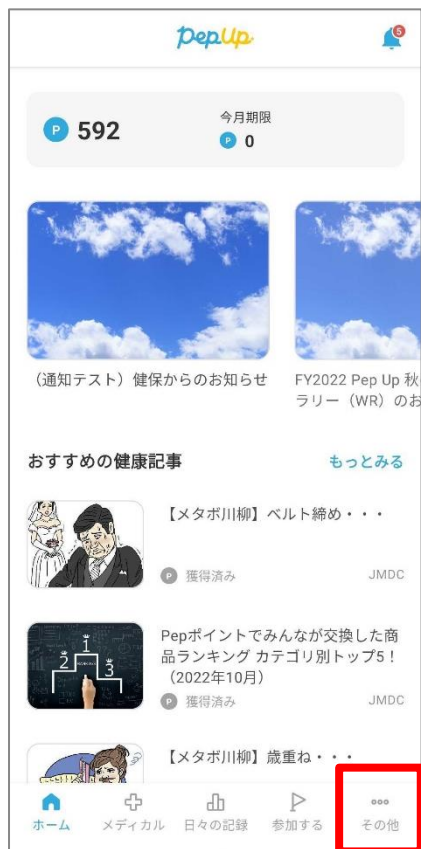 PepUp
5
P 592
今月期限
P 0
（通知テスト）健保からのお知らせ
FY2022 Pep Up 秋
ラリー（WR）のお
おすすめの健康記事
もっとみる
【メタボ川柳】ベルト締め・・・
P 獲得済み
JMDC
Pepポイントでみんなが交換した商
品ランキング カテゴリ別トップ5！
（2022年10月）
P 獲得済み
JMDC
1
2
3
【メタボ川柳】歳重ね・・・
ホーム
メディカル
日々の記録
参加する
その他